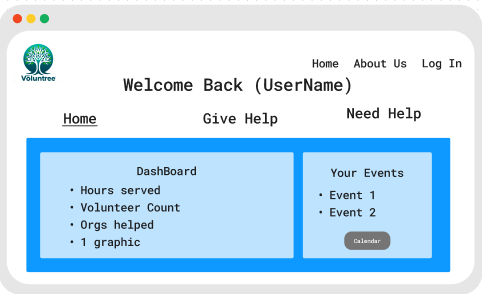 Voluntree
Home About Us Log In
Welcome Back (UserName)
Home Give Help Need Help
DashBoard
• Hours served
• Volunteer Count
• Orgs helped
• 1 graphic
Your Events
• Event 1
• Event 2
Calendar